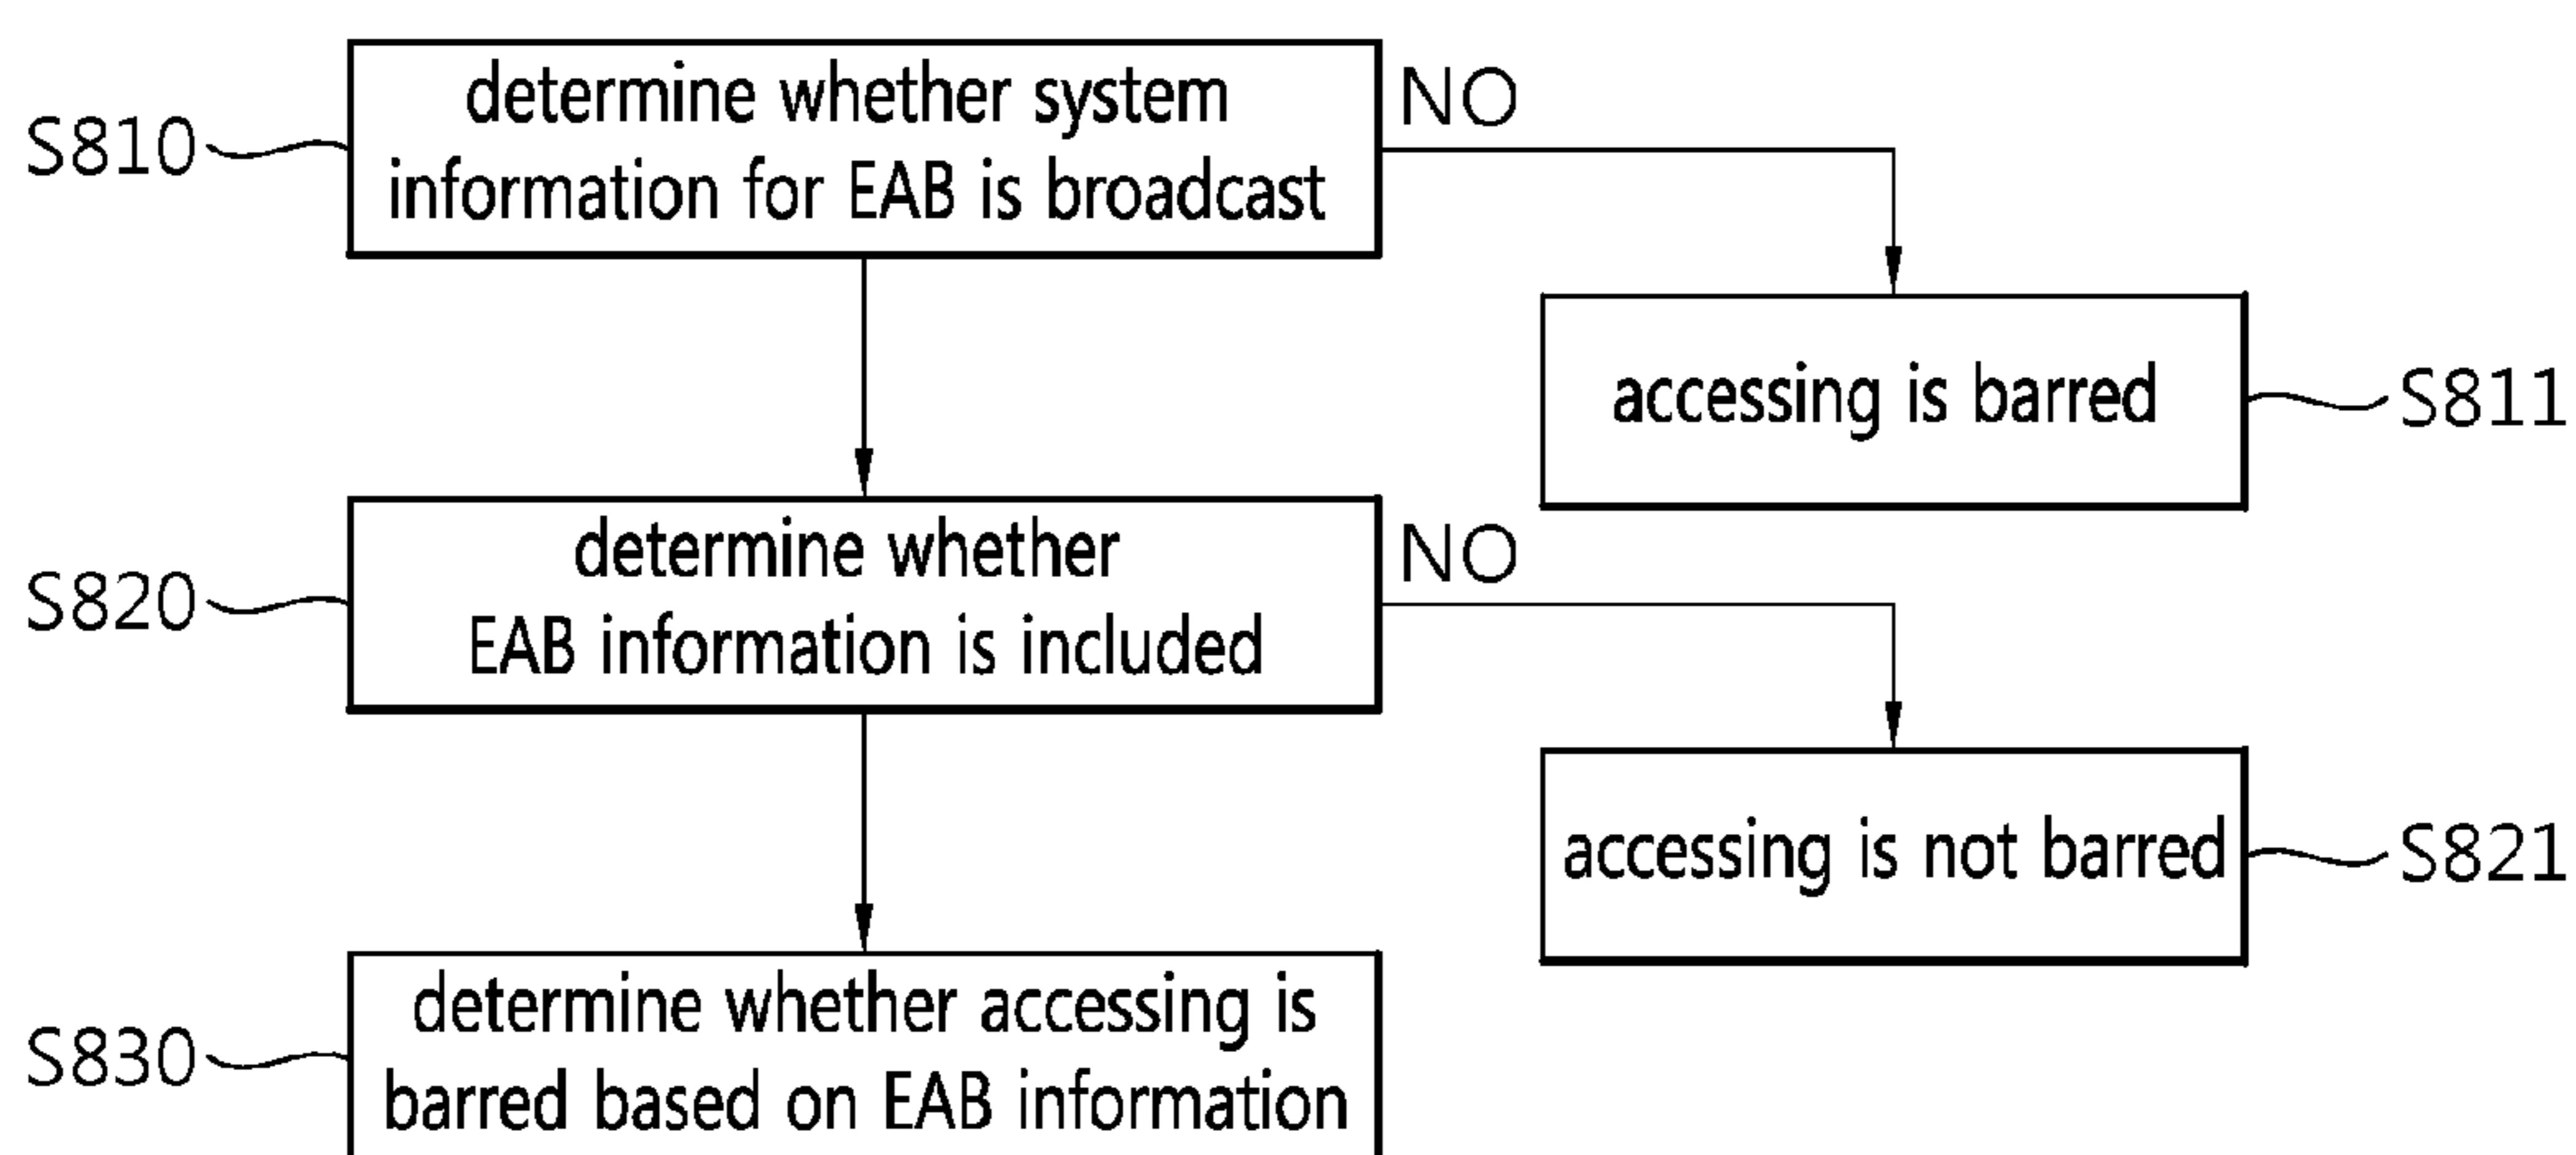 S810
determine whether system
information for EAB is broadcast
NO
accessing is barred
S811
S820
determine whether
EAB information is included
NO
accessing is not barred
S821
S830
determine whether accessing is
barred based on EAB information